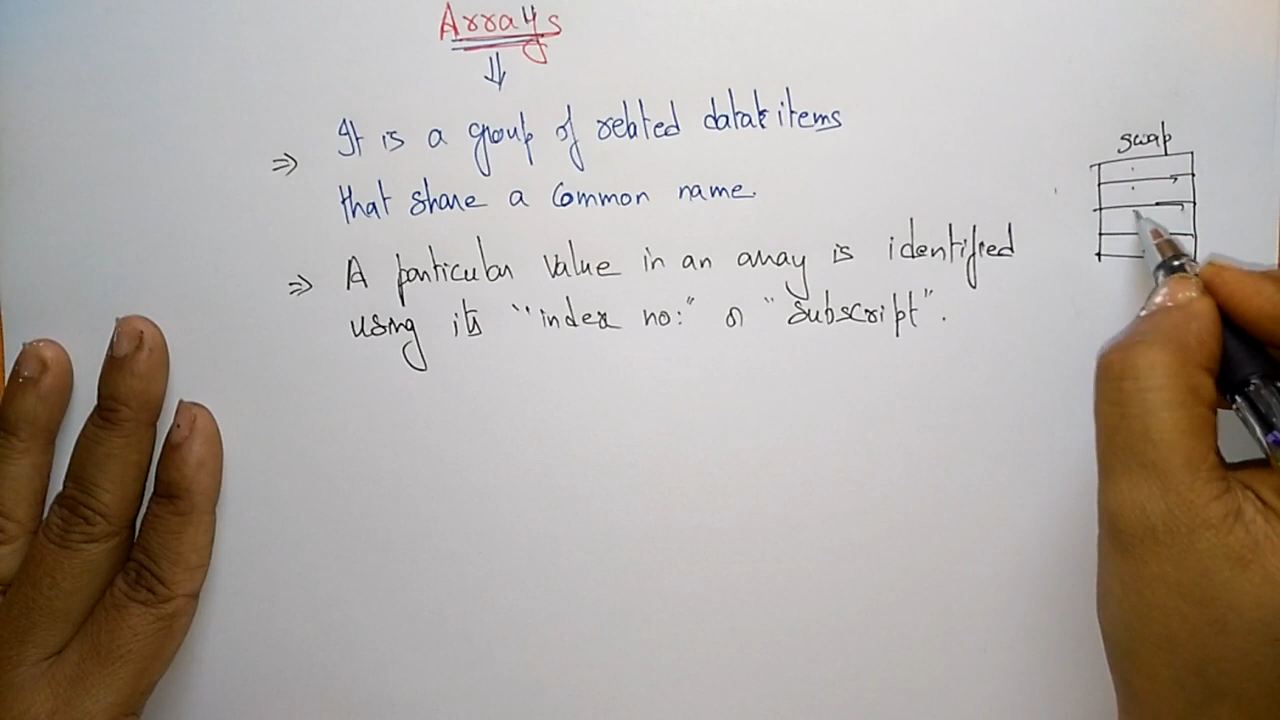 Arrays
⇒ It is a group of related data items
that share a common name.
⇒ A particular value in an array is identified
using its "index no:" or "subscript".
swap